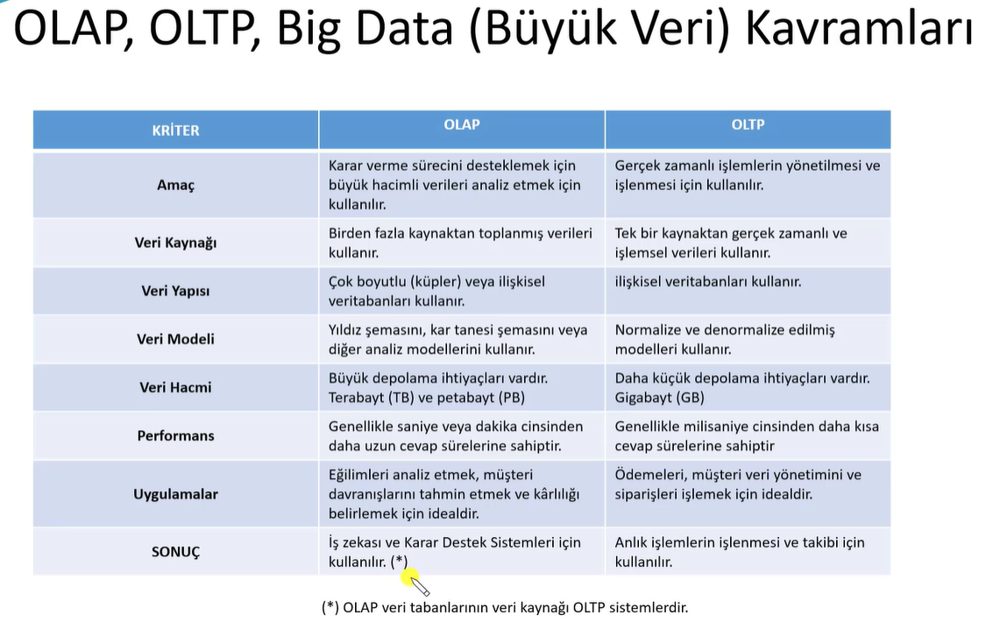 OLAP, OLTP, Big Data (Büyük Veri) Kavramları
KRİTER
OLAP
OLTP
Amaç
Karar verme sürecini desteklemek için
büyük hacimli verileri analiz etmek için
kullanılır.
Gerçek zamanlı işlemlerin yönetilmesi ve
işlenmesi için kullanılır.
Veri Kaynağı
Birden fazla kaynaktan toplanmış verileri
kullanır.
Tek bir kaynaktan gerçek zamanlı ve
işlemsel verileri kullanır.
Veri Yapısı
Çok boyutlu (küpler) veya ilişkisel
veritabanları kullanır.
ilişkisel veritabanları kullanır.
Veri Modeli
Yıldız şemasını, kar tanesi şemasını veya
diğer analiz modellerini kullanır.
Normalize ve denormalize edilmiş
modelleri kullanır.
Veri Hacmi
Büyük depolama ihtiyaçları vardır.
Terabayt (TB) ve petabayt (PB)
Daha küçük depolama ihtiyaçları vardır.
Gigabayt (GB)
Performans
Genellikle saniye veya dakika cinsinden
daha uzun cevap sürelerine sahiptir.
Genellikle milisaniye cinsinden daha kısa
cevap sürelerine sahiptir
Uygulamalar
Eğilimleri analiz etmek, müşteri
davranışlarını tahmin etmek ve kârlılığı
belirlemek için idealdir.
Ödemeleri, müşteri veri yönetimini ve
siparişleri işlemek için idealdir.
SONUÇ
İş zekası ve Karar Destek Sistemleri için
kullanılır. (*)
Anlık işlemlerin işlenmesi ve takibi için
kullanılır.
(*) OLAP veri tabanlarının veri kaynağı OLTP sistemlerdir.